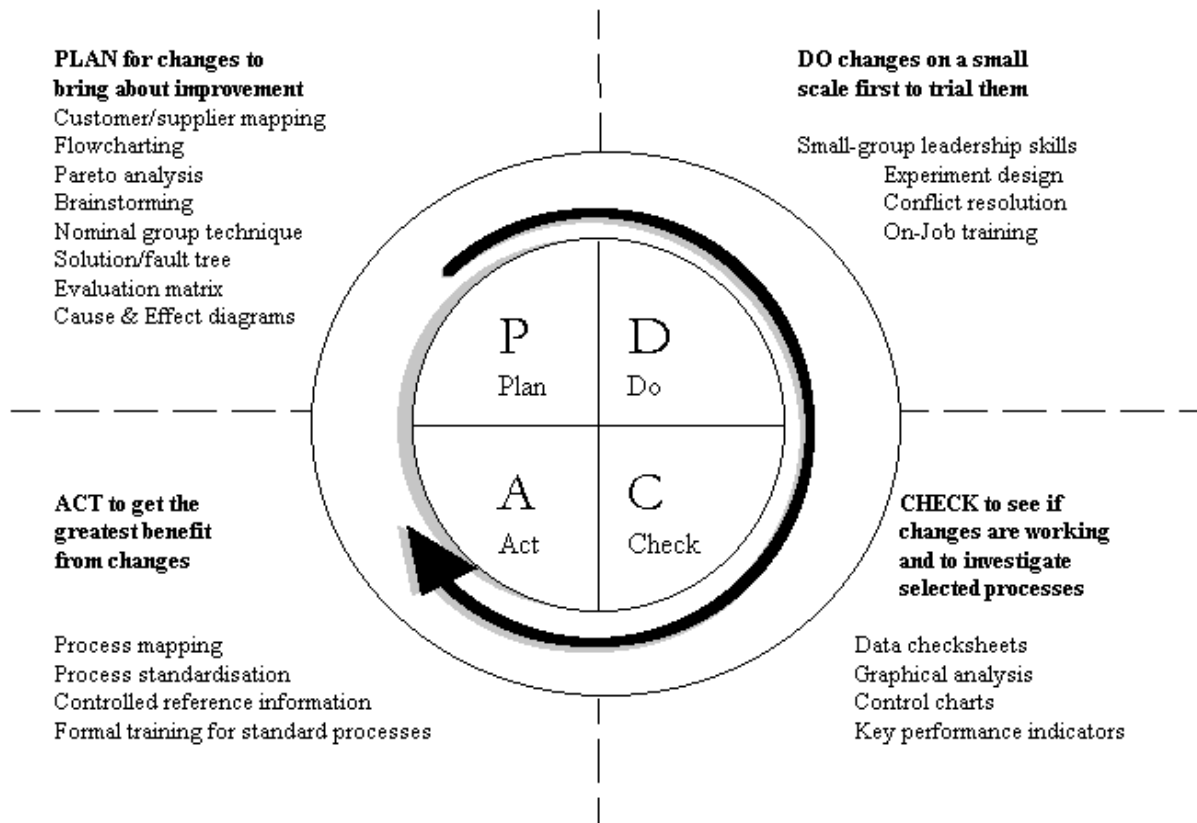 PLAN for changes to
bring about improvement
Customer/supplier mapping
Flowcharting
Pareto analysis
Brainstorming
Nominal group technique
Solution/fault tree
Evaluation matrix
Cause & Effect diagrams
DO changes on a small
scale first to trial them
Small-group leadership skills
Experiment design
Conflict resolution
On-Job training
P
Plan
D
Do
A
Act
C
Check
ACT to get the
greatest benefit
from changes
Process mapping
Process standardisation
Controlled reference information
Formal training for standard processes
CHECK to see if
changes are working
and to investigate
selected processes
Data checksheets
Graphical analysis
Control charts
Key performance indicators